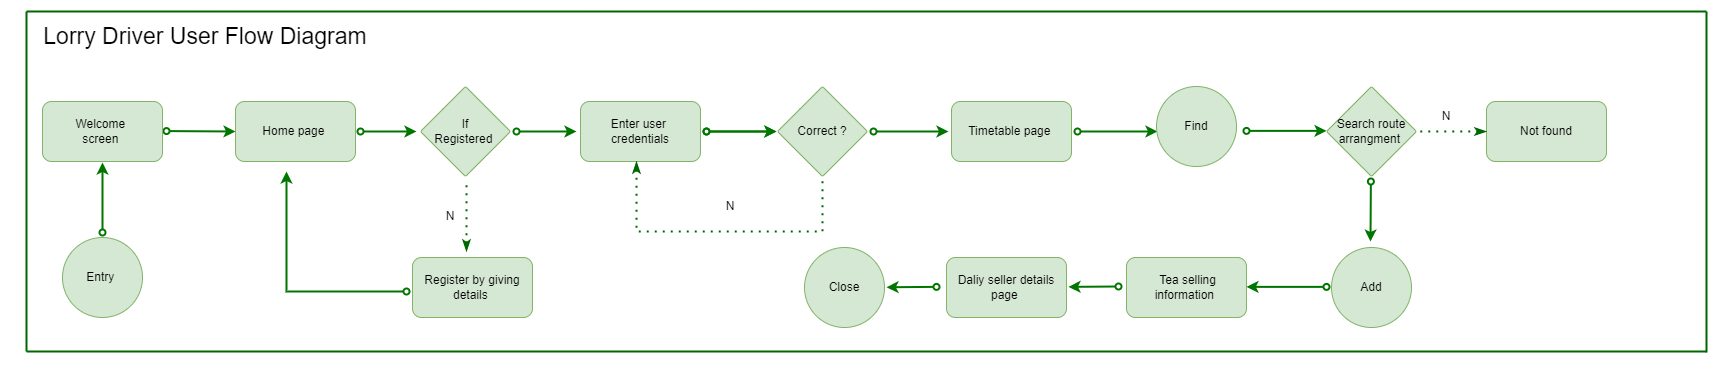 Lorry Driver User Flow Diagram
Welcome
screen
Home page
If
Registered
Enter user
credentials
Correct ?
Timetable page
Find
Search route
arrangment
N
Not found
N
N
Entry
Register by giving
details
Close
Daliy seller details
page
Tea selling
information
Add